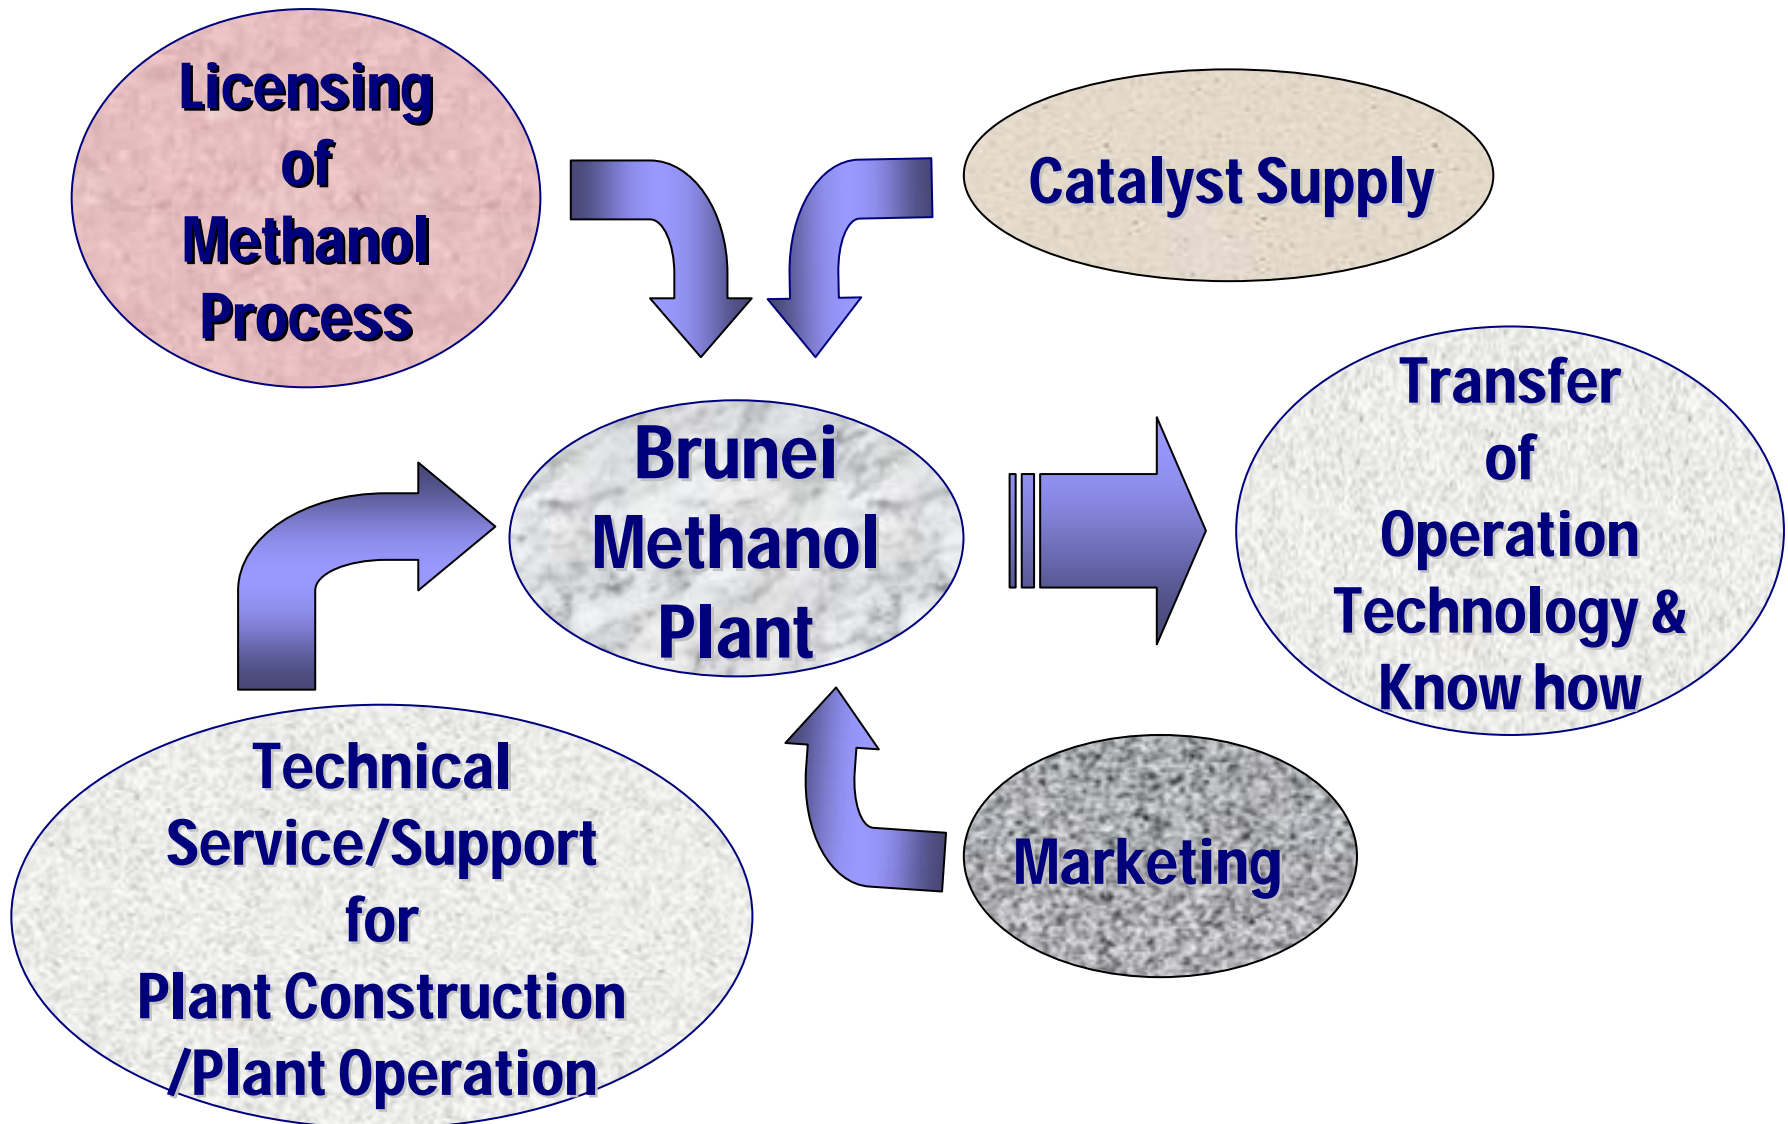 Licensing
of
Methanol
Process
Catalyst Supply
Brunei
Methanol
Plant
Transfer
of
Operation
Technology &
Know how
Technical
Service/Support
for
Plant Construction
/Plant Operation
Marketing